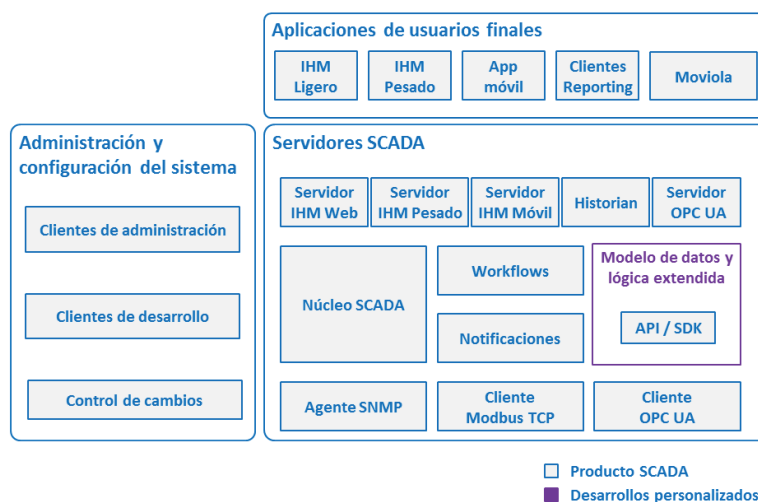 Aplicaciones de usuarios finales
IHM
Ligero
IHM
Pesado
App
móvil
Clientes
Reporting
Moviola
Administración y
configuración del sistema
Clientes de administración
Clientes de desarrollo
Control de cambios
Servidores SCADA
Servidor
IHM Web
Servidor
IHM Pesado
Servidor
IHM Móvil
Historian
Servidor
OPC UA
Núcleo SCADA
Workflows
Notificaciones
Modelo de datos y
lógica extendida
API / SDK
Agente SNMP
Cliente
Modbus TCP
Cliente
OPC UA
Producto SCADA
Desarrollos personalizados